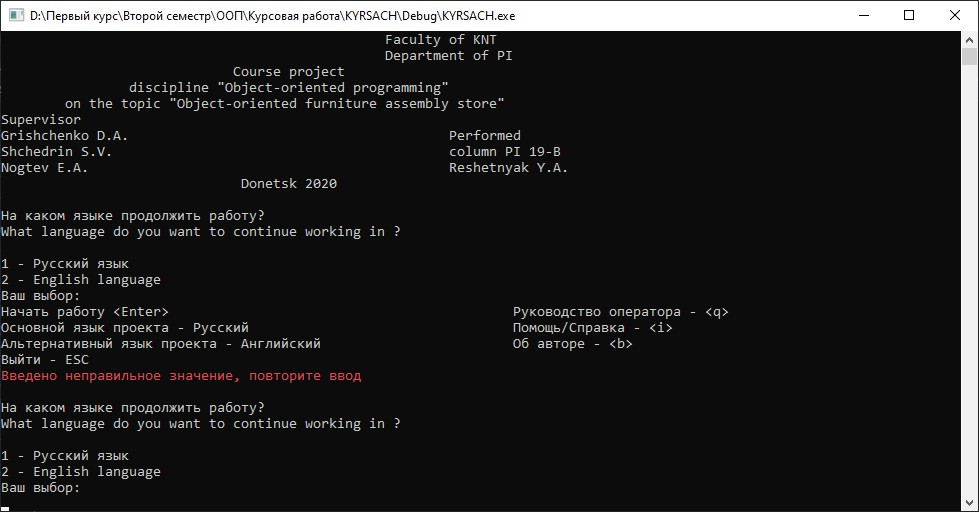 D:\Первый курс\Второй семестр\ООП\Курсовая работа\KYRSACH\Debug\KYRSACH.exe
Faculty of KNT
Department of PI
Course project
discipline "Object-oriented programming"
on the topic "Object-oriented furniture assembly store"
Supervisor
Grishchenko D.A. Performed
Shchedrin S.V. column PI 19-B
Nogtev E.A. Reshetnyak Y.A.
Donetsk 2020
На каком языке продолжить работу?
What language do you want to continue working in ?
1 - Русский язык
2 - English language
Ваш выбор:
Начать работу <Enter> Руководство оператора - <q>
Основной язык проекта - Русский Помощь/Справка - <i>
Альтернативный язык проекта - Английский Об авторе - <b>
Выйти - ESC
Введено неправильное значение, повторите ввод
На каком языке продолжить работу?
What language do you want to continue working in ?
1 - Русский язык
2 - English language
Ваш выбор: